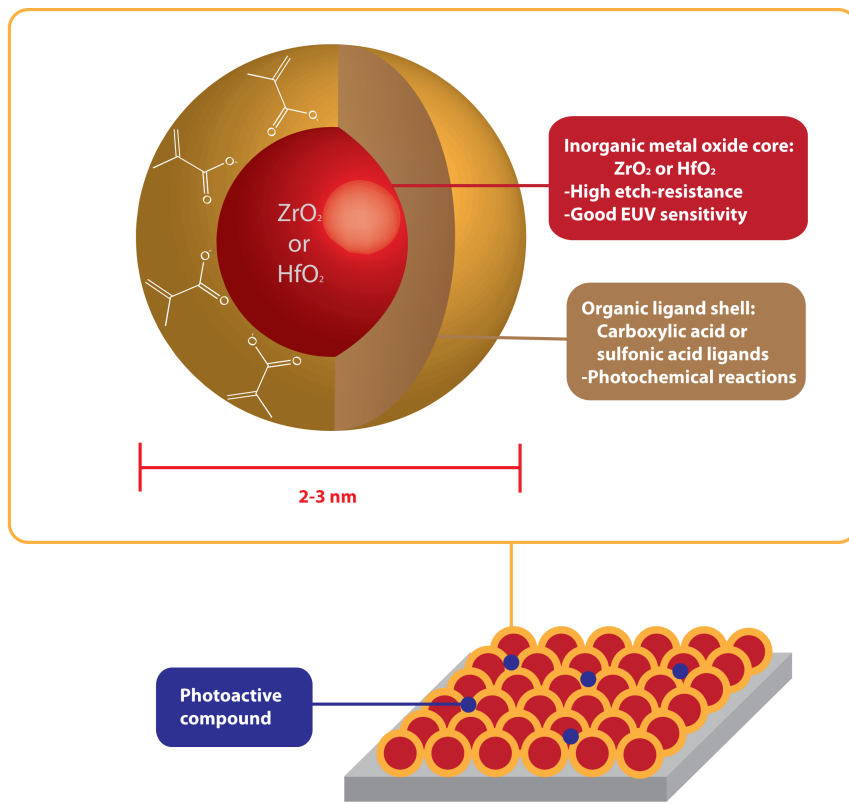 ZrO₂
or
HfO₂
O
O⁻
O⁻
O
O⁻
O
O⁻
O
Inorganic metal oxide core:
ZrO₂ or HfO₂
-High etch-resistance
-Good EUV sensitivity
Organic ligand shell:
Carboxylic acid or
sulfonic acid ligands
-Photochemical reactions
2-3 nm
Photoactive
compound